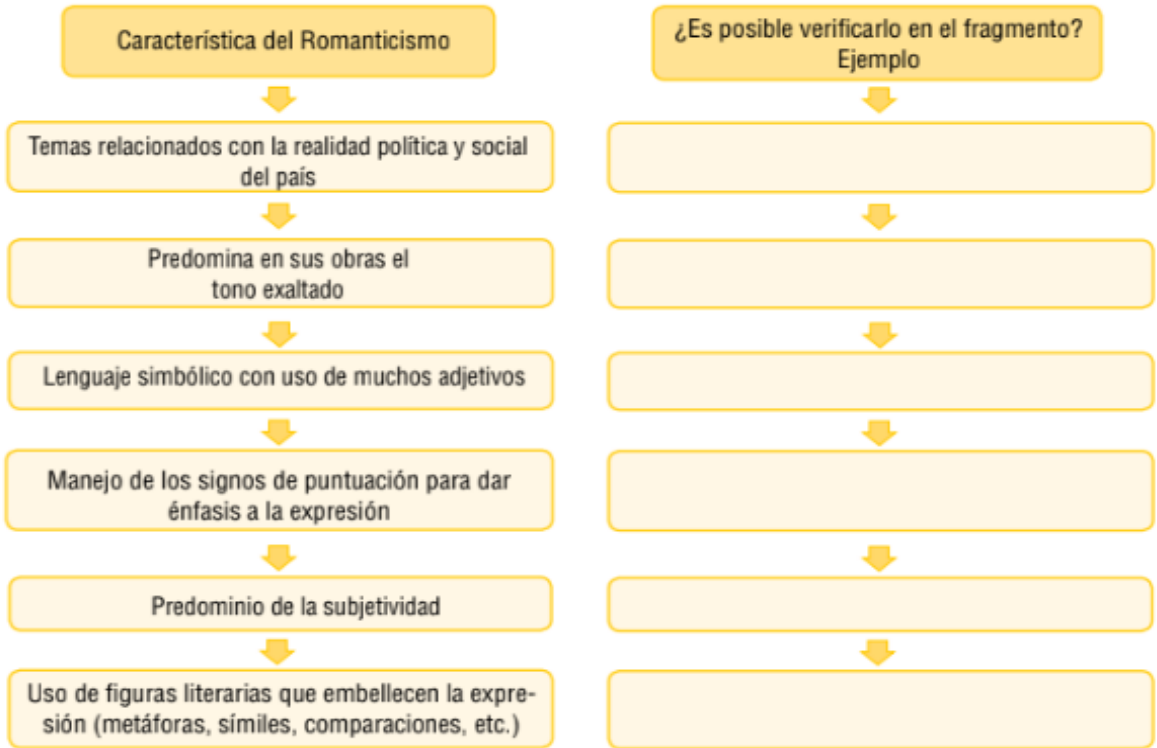 Característica del Romanticismo
¿Es posible verificarlo en el fragmento?
Ejemplo
Temas relacionados con la realidad política y social
del país
Predomina en sus obras el
tono exaltado
Lenguaje simbólico con uso de muchos adjetivos
Manejo de los signos de puntuación para dar
énfasis a la expresión
Predominio de la subjetividad
Uso de figuras literarias que embellecen la expre-
sión (metáforas, símiles, comparaciones, etc.)